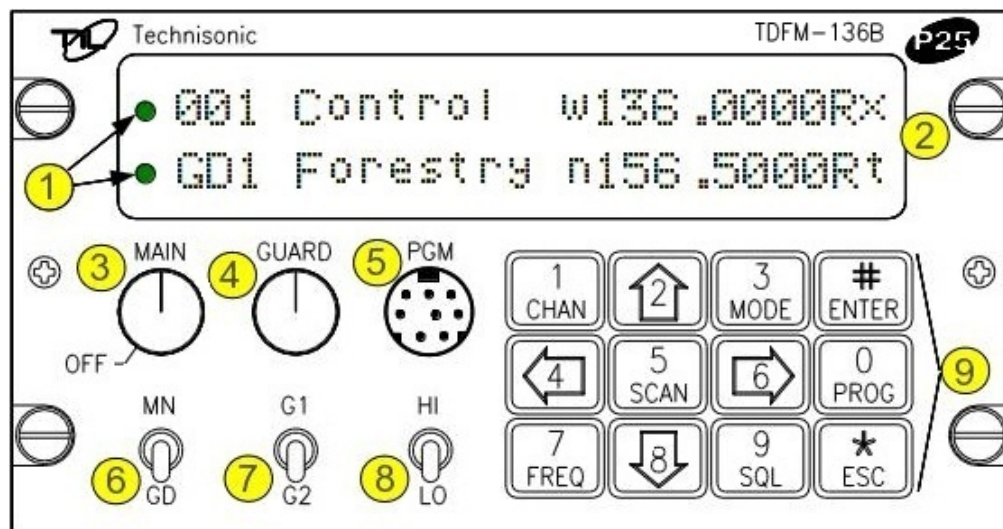 TiL Technisonic TDFM-136B P25
001 Control w136.0000Rx
GD1 Forestry n156.5000Rt
1
2
3 MAIN 4 GUARD 5 PGM
OFF
1 CHAN 2 3 MODE # ENTER
4 5 SCAN 6 0 PROG
7 FREQ 8 9 SQL * ESC
9
MN G1 HI
6 7 8
GD G2 LO